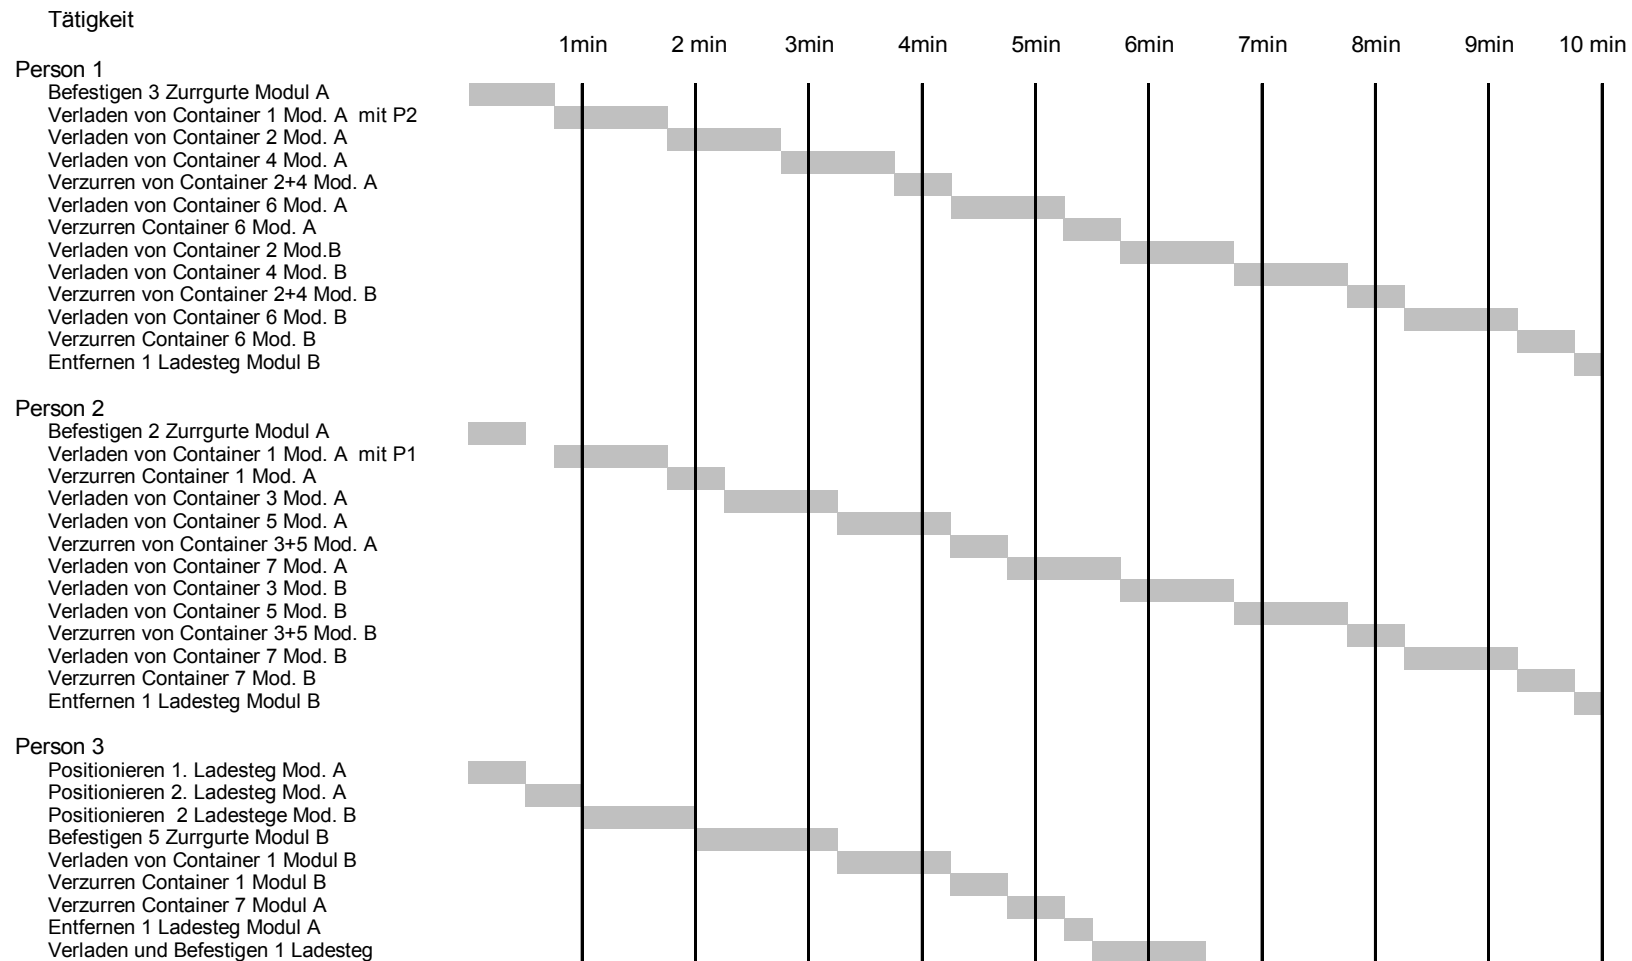 Tätigkeit
1min 2 min 3min 4min 5min 6min 7min 8min 9min 10 min
Person 1
Befestigen 3 Zurrgurte Modul A
Verladen von Container 1 Mod. A mit P2
Verladen von Container 2 Mod. A
Verladen von Container 4 Mod. A
Verzurren von Container 2+4 Mod. A
Verladen von Container 6 Mod. A
Verzurren Container 6 Mod. A
Verladen von Container 2 Mod.B
Verladen von Container 4 Mod. B
Verzurren von Container 2+4 Mod. B
Verladen von Container 6 Mod. B
Verzurren Container 6 Mod. B
Entfernen 1 Ladesteg Modul B
Person 2
Befestigen 2 Zurrgurte Modul A
Verladen von Container 1 Mod. A mit P1
Verzurren Container 1 Mod. A
Verladen von Container 3 Mod. A
Verladen von Container 5 Mod. A
Verzurren von Container 3+5 Mod. A
Verladen von Container 7 Mod. A
Verladen von Container 3 Mod. B
Verladen von Container 5 Mod. B
Verzurren von Container 3+5 Mod. B
Verladen von Container 7 Mod. B
Verzurren Container 7 Mod. B
Entfernen 1 Ladesteg Modul B
Person 3
Positionieren 1. Ladesteg Mod. A
Positionieren 2. Ladesteg Mod. A
Positionieren 2 Ladestege Mod. B
Befestigen 5 Zurrgurte Modul B
Verladen von Container 1 Modul B
Verzurren Container 1 Modul B
Verzurren Container 7 Modul A
Entfernen 1 Ladesteg Modul A
Verladen und Befestigen 1 Ladesteg